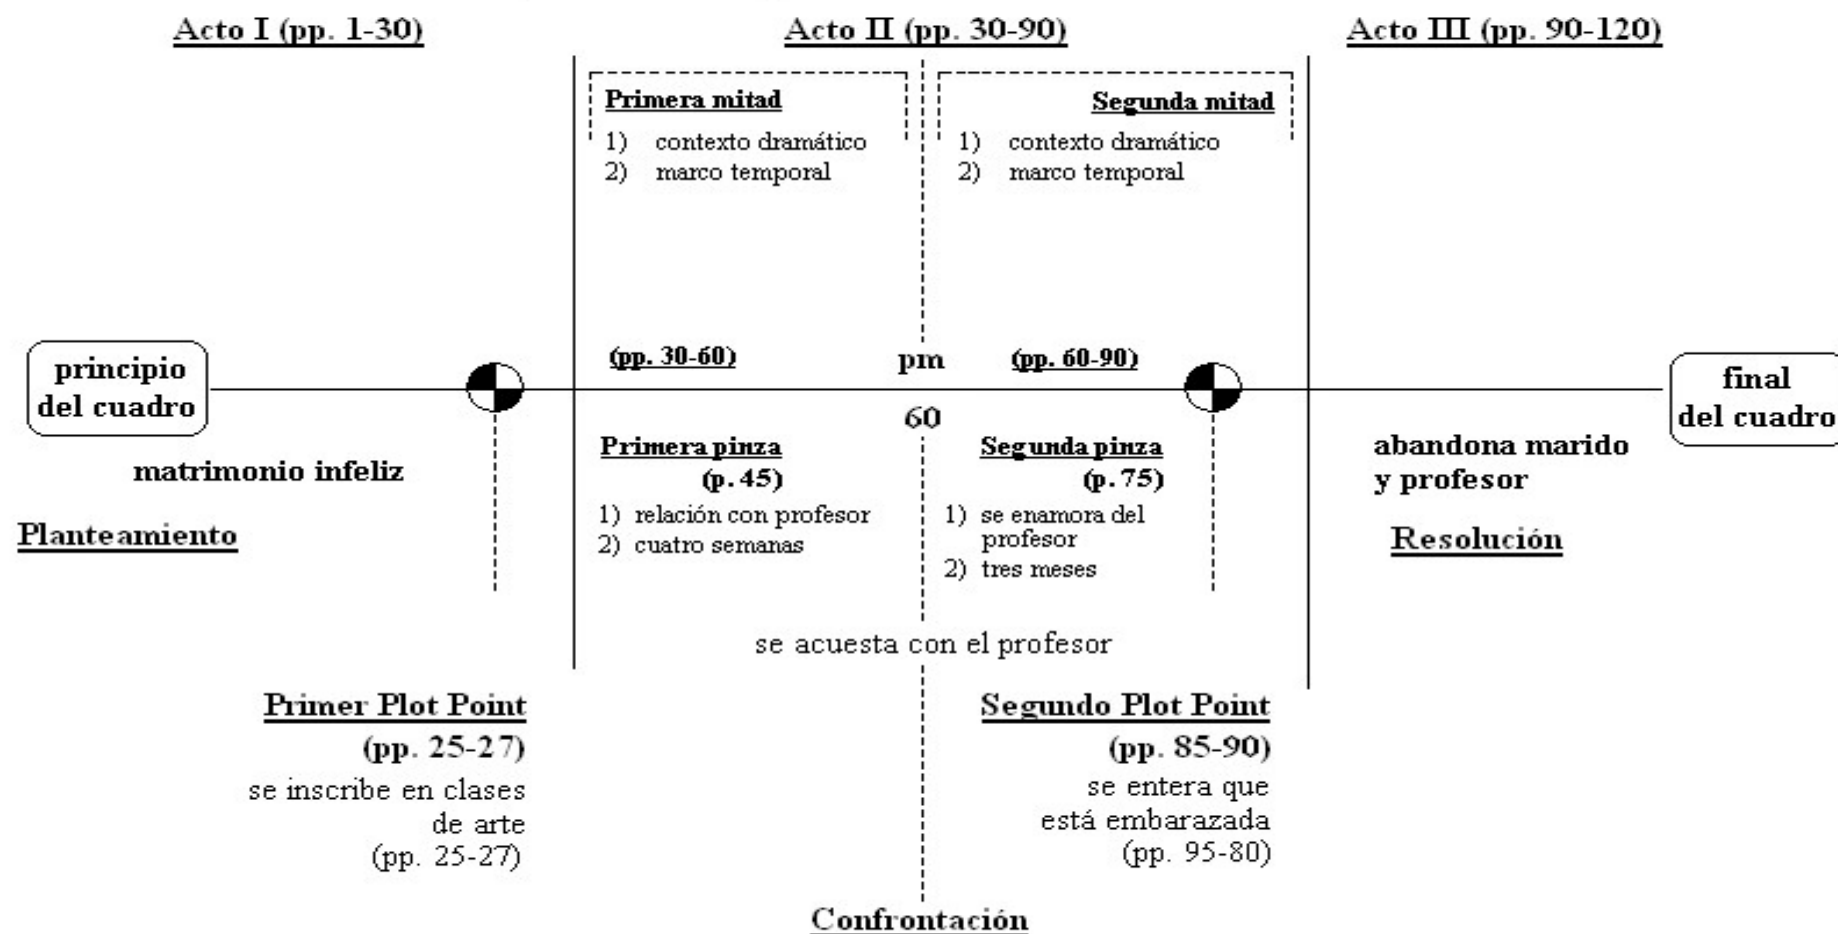 Acto I (pp. 1-30)
Acto II (pp. 30-90)
Acto III (pp. 90-120)
Primera mitad
1) contexto dramático
2) marco temporal
Segunda mitad
1) contexto dramático
2) marco temporal
principio
del cuadro
(pp. 30-60)
pm
(pp. 60-90)
final
del cuadro
60
matrimonio infeliz
Planteamiento
Primera pinza
(p. 45)
1) relación con profesor
2) cuatro semanas
Segunda pinza
(p. 75)
1) se enamora del
profesor
2) tres meses
abandona marido
y profesor
Resolución
se acuesta con el profesor
Primer Plot Point
(pp. 25-27)
se inscribe en clases
de arte
(pp. 25-27)
Segundo Plot Point
(pp. 85-90)
se entera que
está embarazada
(pp. 95-80)
Confrontación